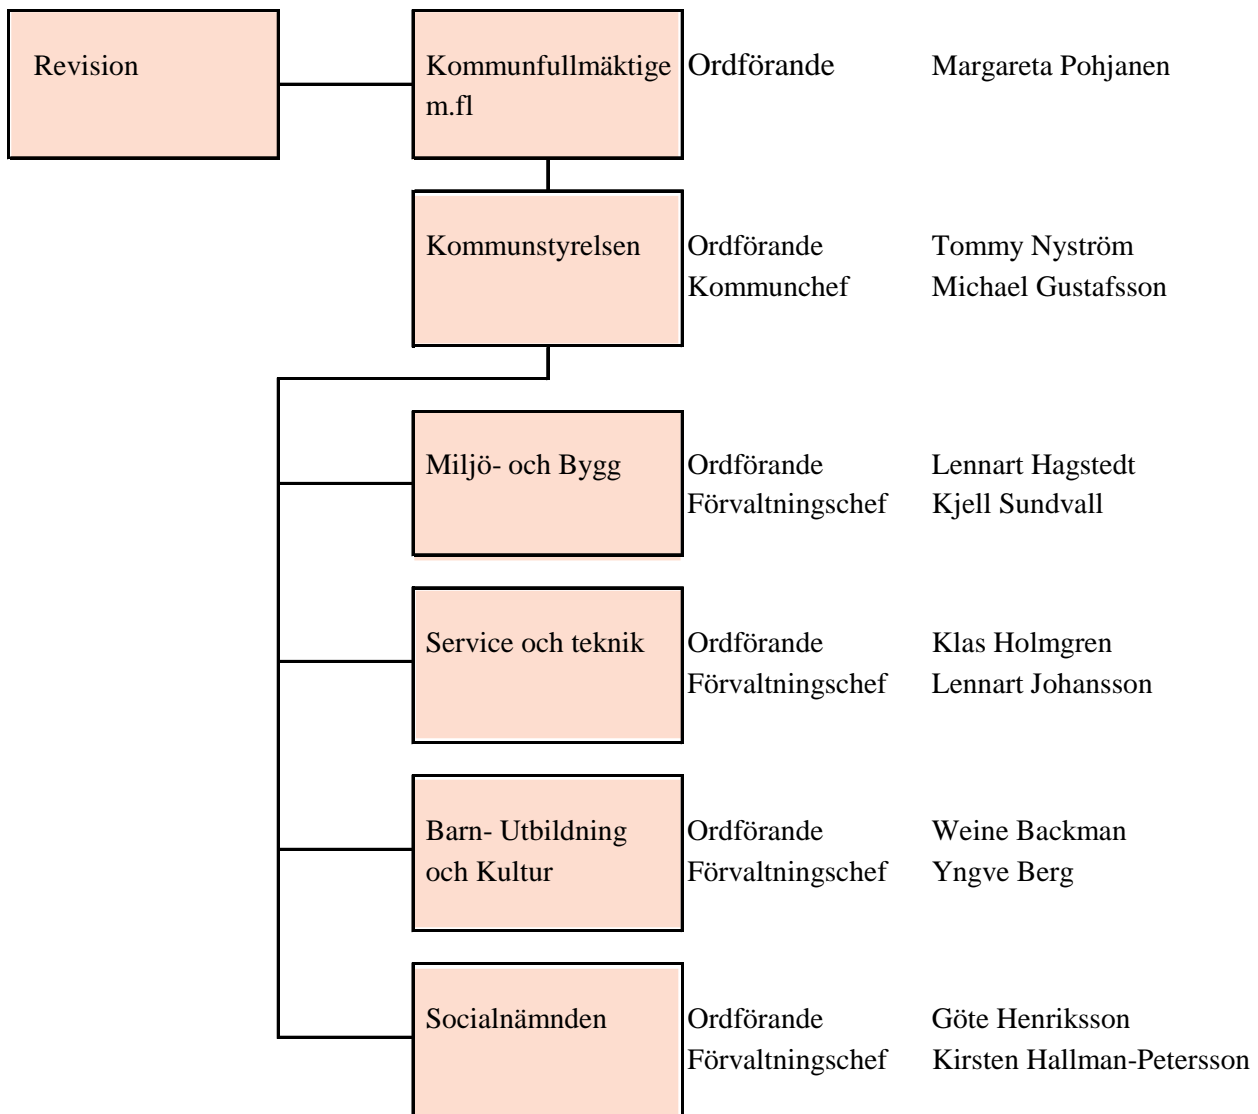 Revision
Kommunfullmäktige Ordförande Margareta Pohjanen
m.fl
Kommunstyrelsen Ordförande Tommy Nyström
Kommunchef Michael Gustafsson
Miljö- och Bygg Ordförande Lennart Hagstedt
Förvaltningschef Kjell Sundvall
Service och teknik Ordförande Klas Holmgren
Förvaltningschef Lennart Johansson
Barn- Utbildning Ordförande Weine Backman
och Kultur Förvaltningschef Yngve Berg
Socialnämnden Ordförande Göte Henriksson
Förvaltningschef Kirsten Hallman-Petersson